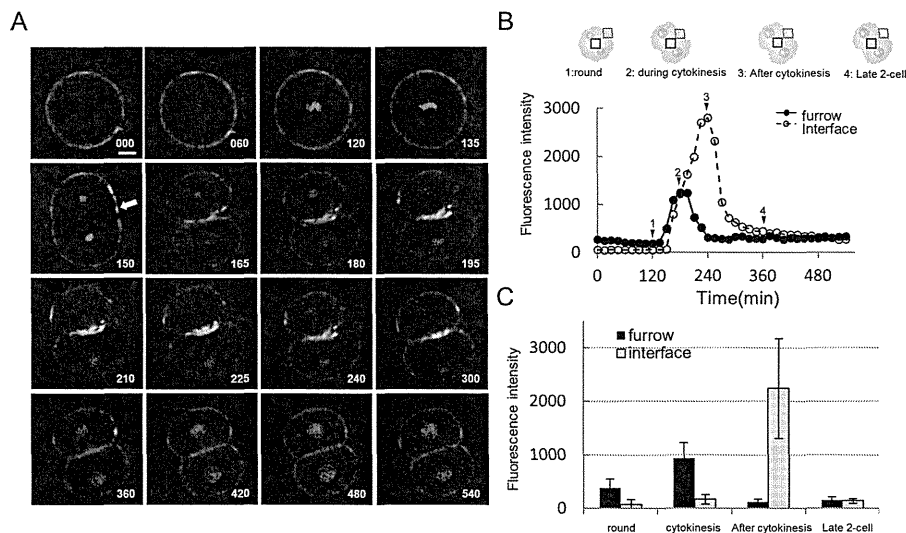 A
000
060
120
135
150
165
180
195
210
225
240
300
360
420
480
540
B
1:round
2: during cytokinesis
3: After cytokinesis
4: Late 2-cell
Fluorescence intensity
3000
2000
1000
0
furrow
Interface
1
2
3
4
0
120
240
360
480
Time(min)
C
Fluorescence intensity
3000
2000
1000
0
furrow
interface
round
cytokinesis
After cytokinesis
Late 2-cell